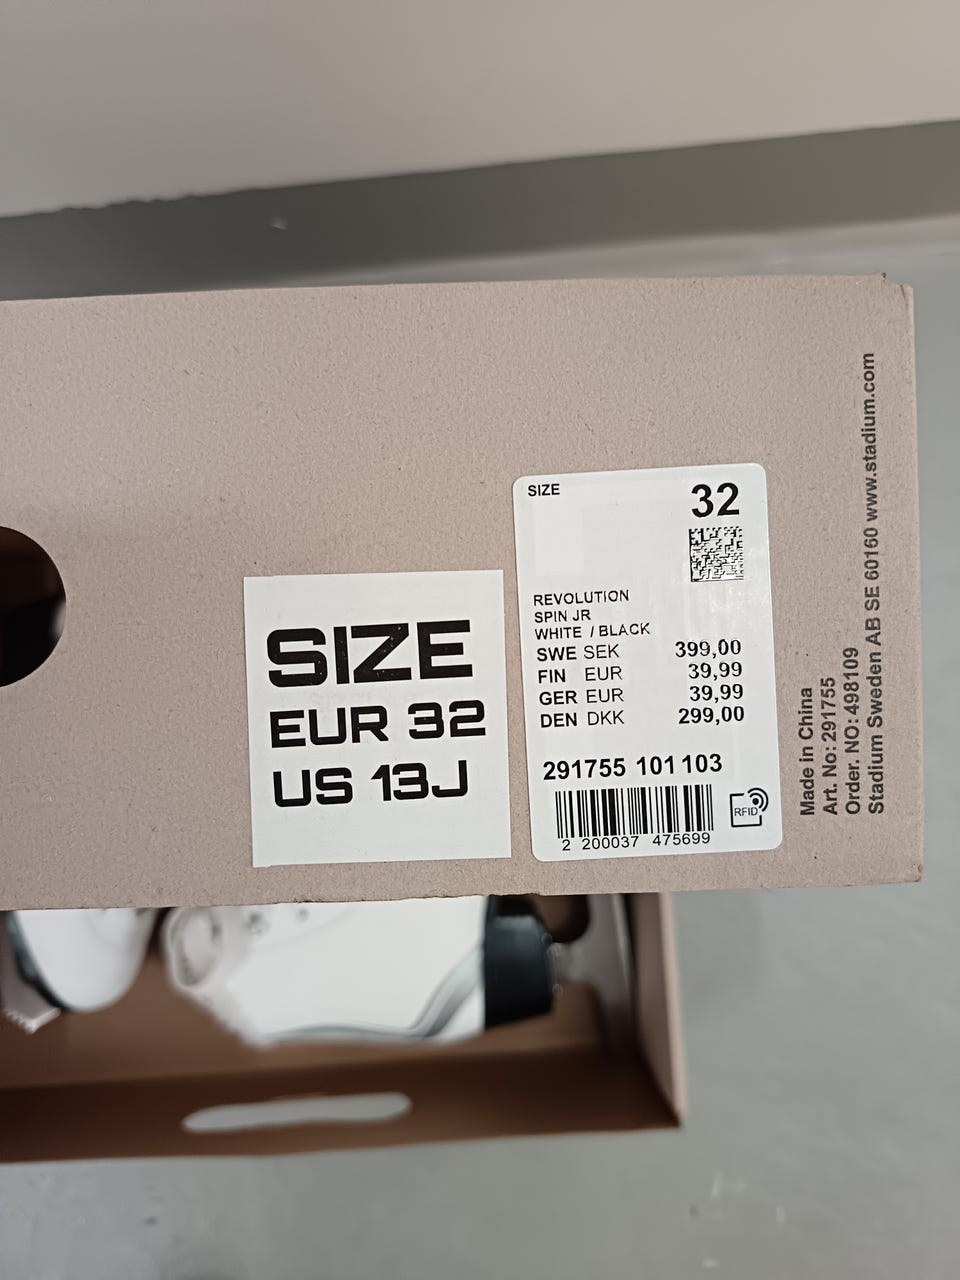 SIZE
EUR 32
US 13J
SIZE 32
REVOLUTION
SPIN JR
WHITE / BLACK
SWE SEK 399,00
FIN EUR 39,99
GER EUR 39,99
DEN DKK 299,00
291755 101 103
RFID
2 200037 475699
Made in China
Art. No: 291755
Order. NO: 498109
Stadium Sweden AB SE 60160 www.stadium.com